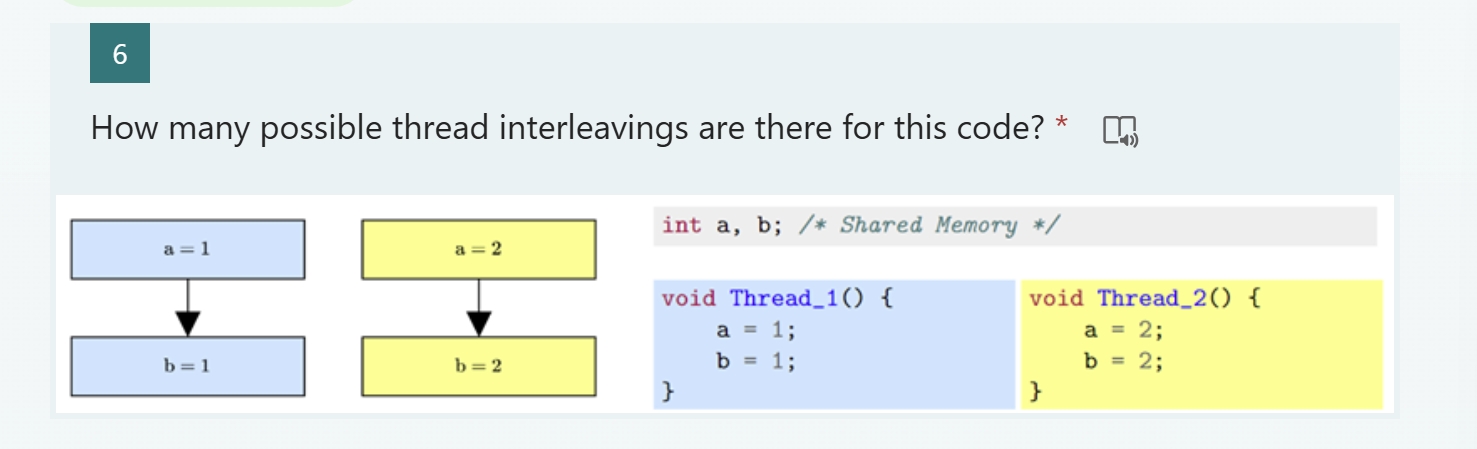 6
How many possible thread interleavings are there for this code? *
a = 1
b = 1
a = 2
b = 2
int a, b; /* Shared Memory */
void Thread_1() {
a = 1;
b = 1;
}
void Thread_2() {
a = 2;
b = 2;
}